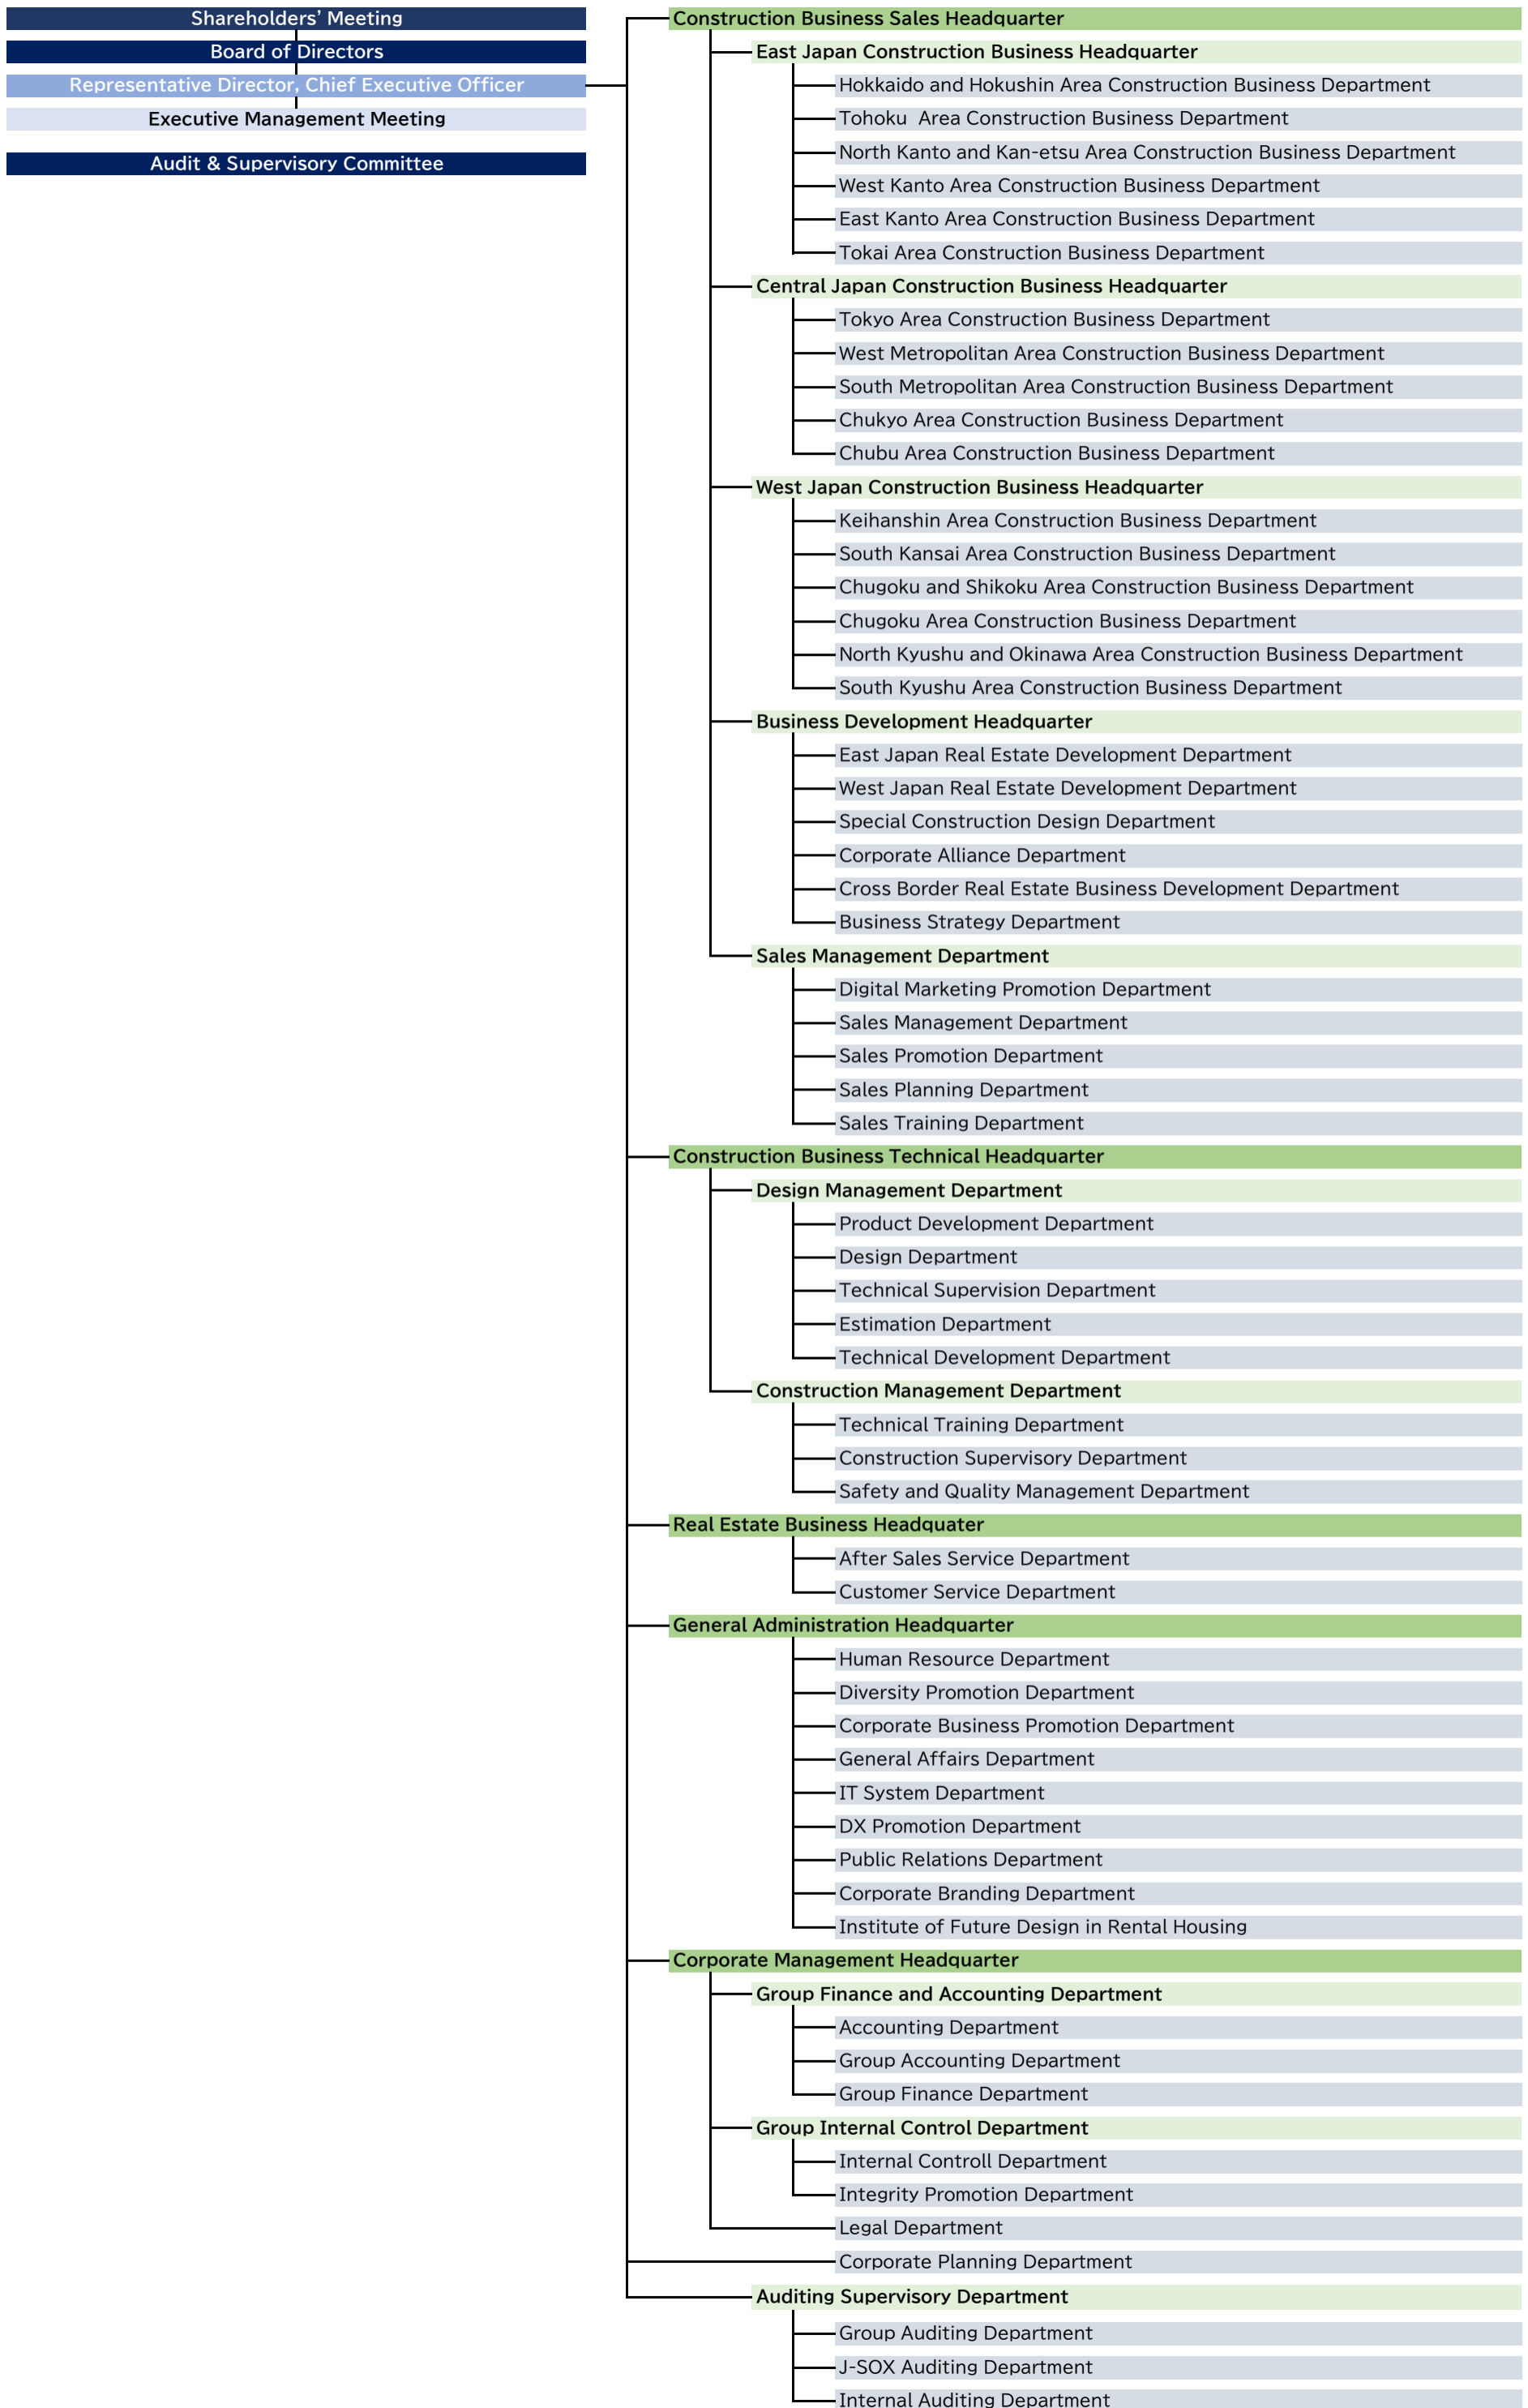 Shareholders’ Meeting
Board of Directors
Representative Director, Chief Executive Officer
Executive Management Meeting
Audit & Supervisory Committee
Construction Business Sales Headquarter
East Japan Construction Business Headquarter
Hokkaido and Hokushin Area Construction Business Department
Tohoku  Area Construction Business Department
North Kanto and Kan-etsu Area Construction Business Department
West Kanto Area Construction Business Department
East Kanto Area Construction Business Department
Tokai Area Construction Business Department
Central Japan Construction Business Headquarter
Tokyo Area Construction Business Department
West Metropolitan Area Construction Business Department
South Metropolitan Area Construction Business Department
Chukyo Area Construction Business Department
Chubu Area Construction Business Department
West Japan Construction Business Headquarter
Keihanshin Area Construction Business Department
South Kansai Area Construction Business Department
Chugoku and Shikoku Area Construction Business Department
Chugoku Area Construction Business Department
North Kyushu and Okinawa Area Construction Business Department
South Kyushu Area Construction Business Department
Business Development Headquarter
East Japan Real Estate Development Department
West Japan Real Estate Development Department
Special Construction Design Department
Corporate Alliance Department
Cross Border Real Estate Business Development Department
Business Strategy Department
Sales Management Department
Digital Marketing Promotion Department
Sales Management Department
Sales Promotion Department
Sales Planning Department
Sales Training Department
Construction Business Technical Headquarter
Design Management Department
Product Development Department
Design Department
Technical Supervision Department
Estimation Department
Technical Development Department
Construction Management Department
Technical Training Department
Construction Supervisory Department
Safety and Quality Management Department
Real Estate Business Headquater
After Sales Service Department
Customer Service Department
General Administration Headquarter
Human Resource Department
Diversity Promotion Department
Corporate Business Promotion Department
General Affairs Department
IT System Department
DX Promotion Department
Public Relations Department
Corporate Branding Department
Institute of Future Design in Rental Housing
Corporate Management Headquarter
Group Finance and Accounting Department
Accounting Department
Group Accounting Department
Group Finance Department
Group Internal Control Department
Internal Controll Department
Integrity Promotion Department
Legal Department
Corporate Planning Department
Auditing Supervisory Department
Group Auditing Department
J-SOX Auditing Department
Internal Auditing Department